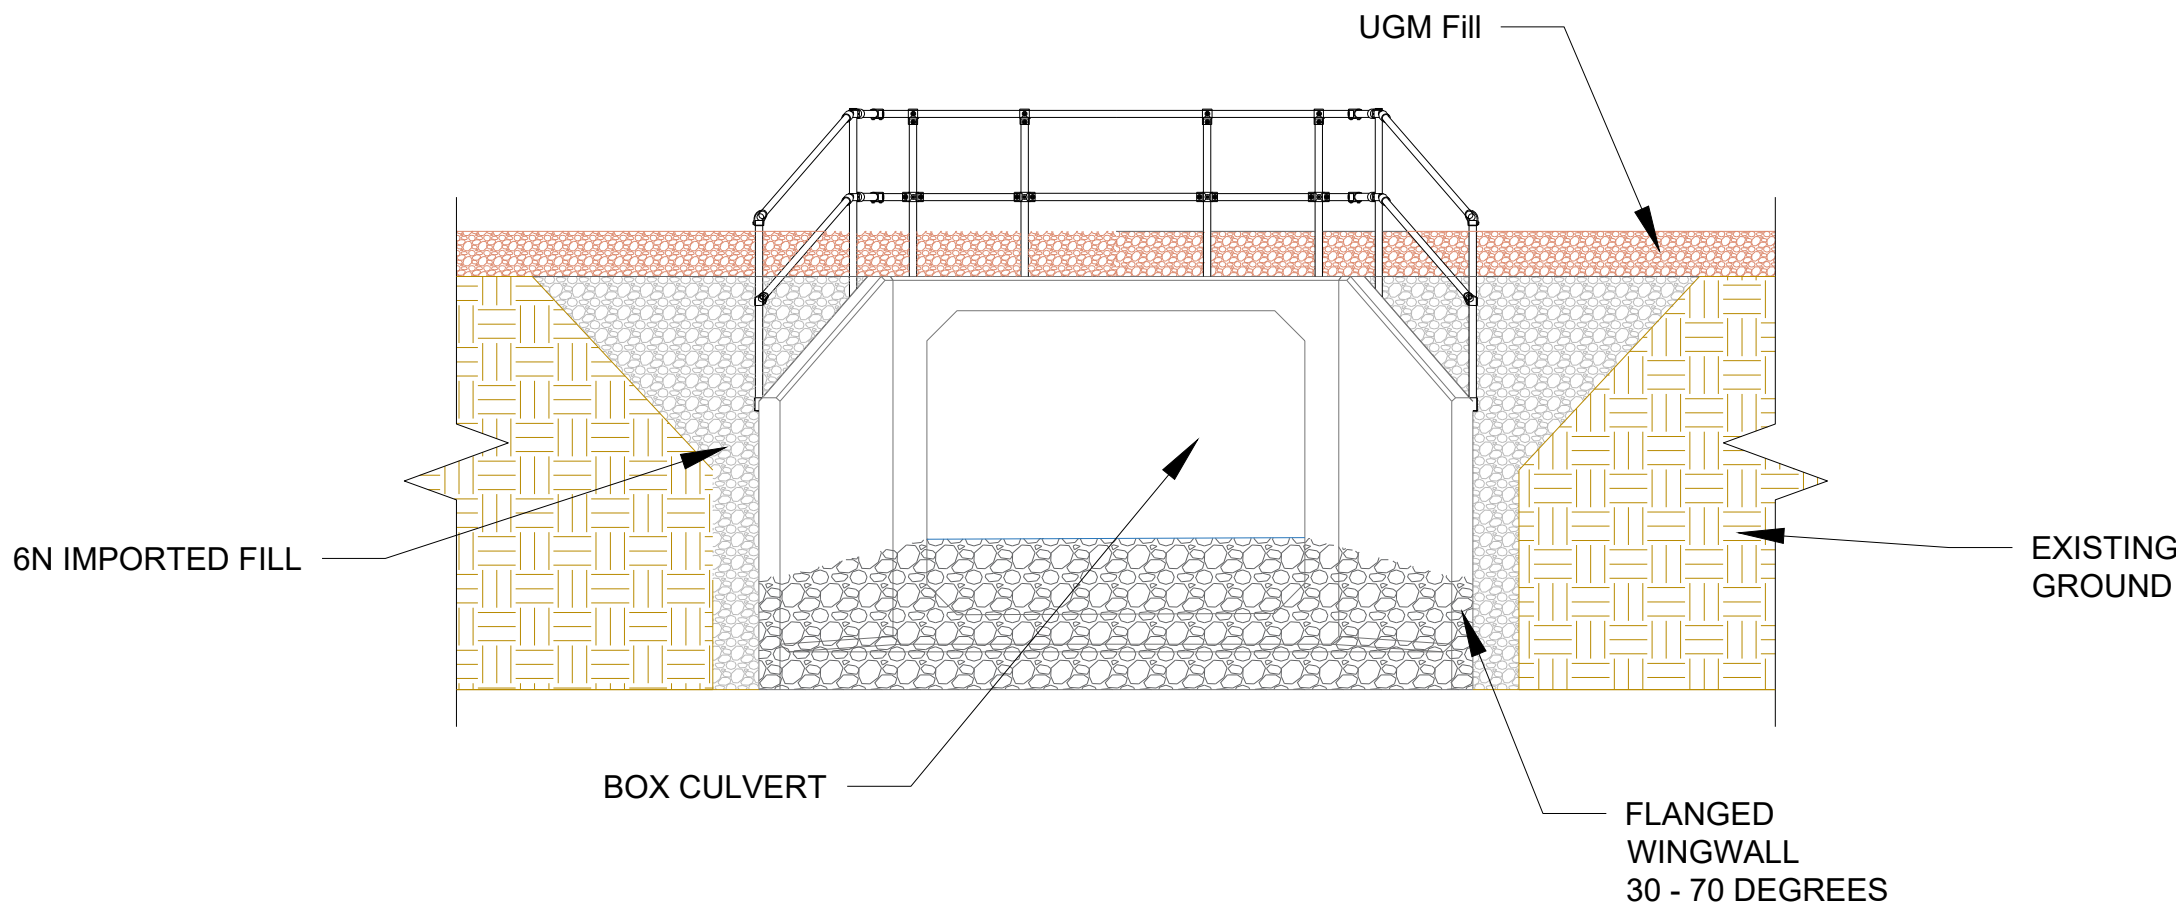 UGM Fill
6N IMPORTED FILL
EXISTING
GROUND
BOX CULVERT
FLANGED
WINGWALL
30 - 70 DEGREES